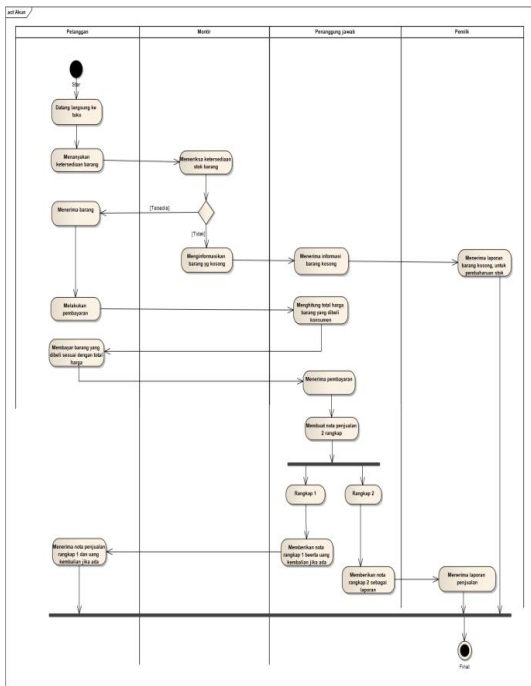 act Aktor
Pelanggan
Montir
Penanggung jawab
Pemilik
Star
Datang langsung ke
toko
Menanyakan
ketersediaan barang
Memeriksa ketersediaan
stok barang
Menerima barang
[Tersedia]
[Tidak]
Menginformasikan
barang yg kosong
Menerima informasi
barang kosong
Menerima laporan
barang kosong, untuk
pembaharuan stok
Melakukan
pembayaran
Menghitung total harga
barang yang dibeli
konsumen
Membayar barang yang
dibeli sesuai dengan total
harga
Menerima pembayaran
Membuat nota penjualan
2 rangkap
Rangkap 1
Rangkap 2
Menerima nota penjualan
rangkap 1 dan uang
kembalian jika ada
Memberikan nota
rangkap 1 beerta uang
kembalian jika ada
Memberikan nota
rangkap 2 sebagai
laporan
Menerima laporan
penjualan
Final